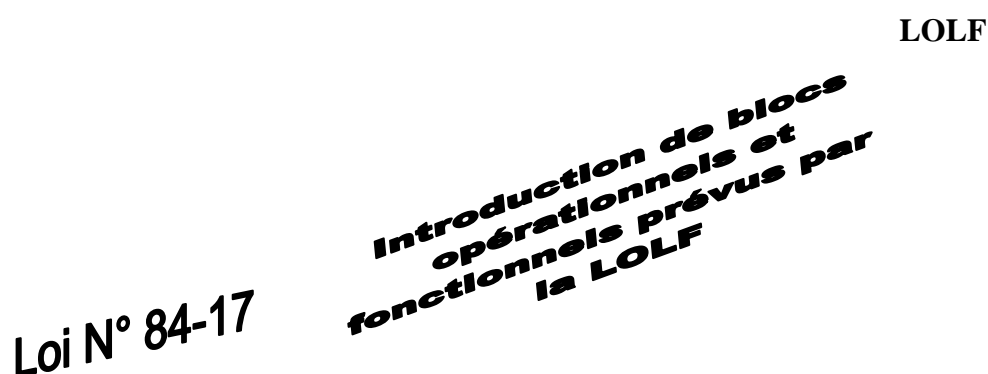 LOLF
Introduction de blocs
opérationnels et
fonctionnels prévus par
la LOLF
Loi N° 84-17